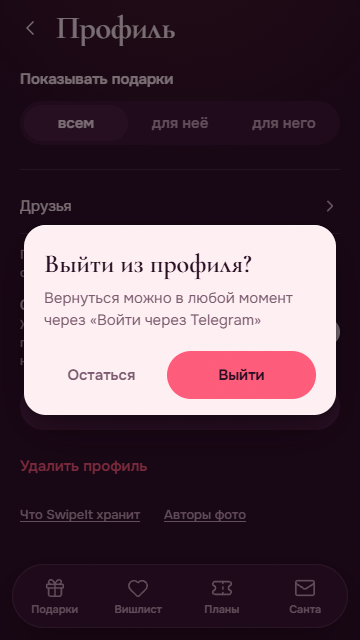 Профиль
Показывать подарки
всем
для неё
для него
Друзья
Выйти из профиля?
Вернуться можно в любой момент
через «Войти через Telegram»
Остаться
Выйти
Удалить профиль
Что SwipeIt хранит
Авторы фото
Подарки
Вишлист
Планы
Санта